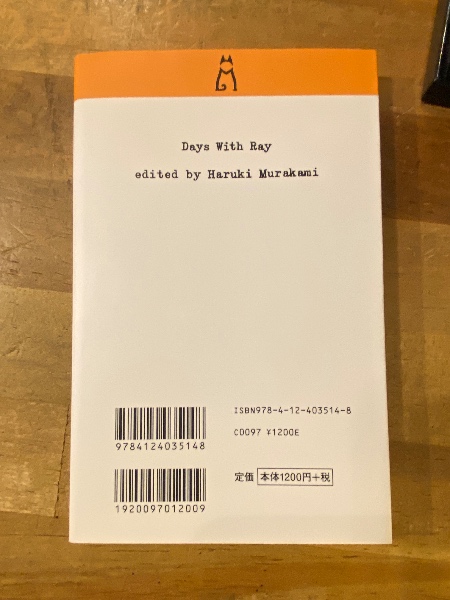 Days With Ray
edited by Haruki Murakami
ISBN978-4-12-403514-8
C0097 ¥1200E
9784124035148
定価 本体1200円+税
1920097012009